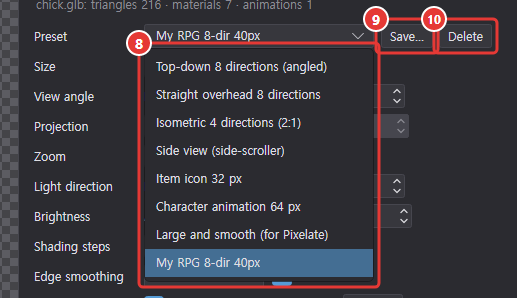 chick.glb: triangles 216 · materials 7 · animations 1
Preset
My RPG 8-dir 40px
9
Save...
10
Delete
8
Size
Top-down 8 directions (angled)
View angle
Straight overhead 8 directions
Projection
Isometric 4 directions (2:1)
Zoom
Side view (side-scroller)
Light direction
Item icon 32 px
Brightness
Character animation 64 px
Shading steps
Large and smooth (for Pixelate)
Edge smoothing
My RPG 8-dir 40px